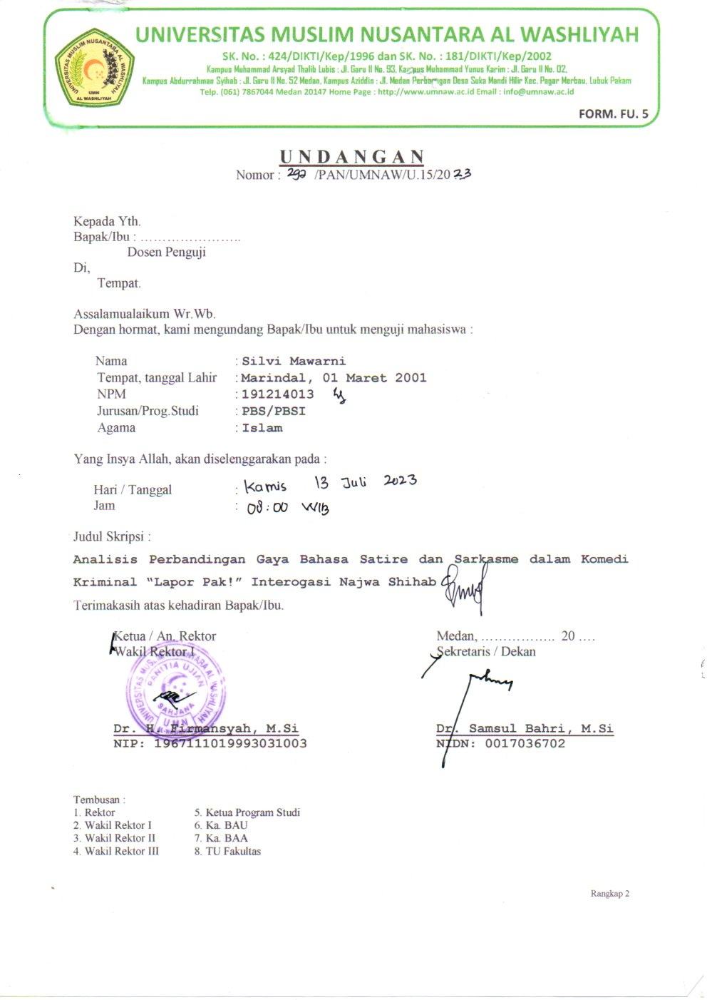 UNIVERSITAS MUSLIM NUSANTARA AL WASHLIYAH
SK. No. : 424/DIKTI/Kep/1996 dan SK. No. : 181/DIKTI/Kep/2002
Kampus Muhammad Arsyad Thalib Lubis : Jl. Garu II No. 93, Kampus Muhammad Yunus Karim : Jl. Garu II No. 02,
Kampus Abdurrahman Syihab : Jl. Garu II No. 52 Medan, Kampus Aziddin : Jl. Medan Perbaungan Desa Suka Mandi Hilir Kec. Pagar Merbau, Lubuk Pakam
Telp. (061) 7867044 Medan 20147 Home Page : http://www.umnaw.ac.id Email : info@umnaw.ac.id
UNIVERSITAS MUSLIM NUSANTARA AL WASHLIYAH
UMN
AL WASHLIYAH
FORM. FU. 5
UNDANGAN
Nomor : 292 /PAN/UMNAW/U.15/2023
Kepada Yth.
Bapak/Ibu : …………………..
Dosen Penguji
Di,
Tempat.
Assalamualaikum Wr.Wb.
Dengan hormat, kami mengundang Bapak/Ibu untuk menguji mahasiswa :
Nama : Silvi Mawarni
Tempat, tanggal Lahir : Marindal, 01 Maret 2001
NPM : 191214013
Jurusan/Prog.Studi : PBS/PBSI
Agama : Islam
Yang Insya Allah, akan diselenggarakan pada :
Hari / Tanggal : Kamis 13 Juli 2023
Jam : 08:00 WIB
Judul Skripsi :
Analisis Perbandingan Gaya Bahasa Satire dan Sarkasme dalam Komedi
Kriminal “Lapor Pak!” Interogasi Najwa Shihab
Terimakasih atas kehadiran Bapak/Ibu.
Ketua / An. Rektor
Wakil Rektor I
Medan, …………….. 20 ….
Sekretaris / Dekan
UNIVERSITAS MUSLIM NUSANTARA AL WASHLIYAH
PANITIA UJIAN
SARJANA
UMN
AL-WASHLIYAH
Dr. H. Firmansyah, M.Si
NIP: 1967111019993031003
Dr. Samsul Bahri, M.Si
NIDN: 0017036702
Tembusan :
1. Rektor
2. Wakil Rektor I
3. Wakil Rektor II
4. Wakil Rektor III
5. Ketua Program Studi
6. Ka. BAU
7. Ka. BAA
8. TU Fakultas
Rangkap 2